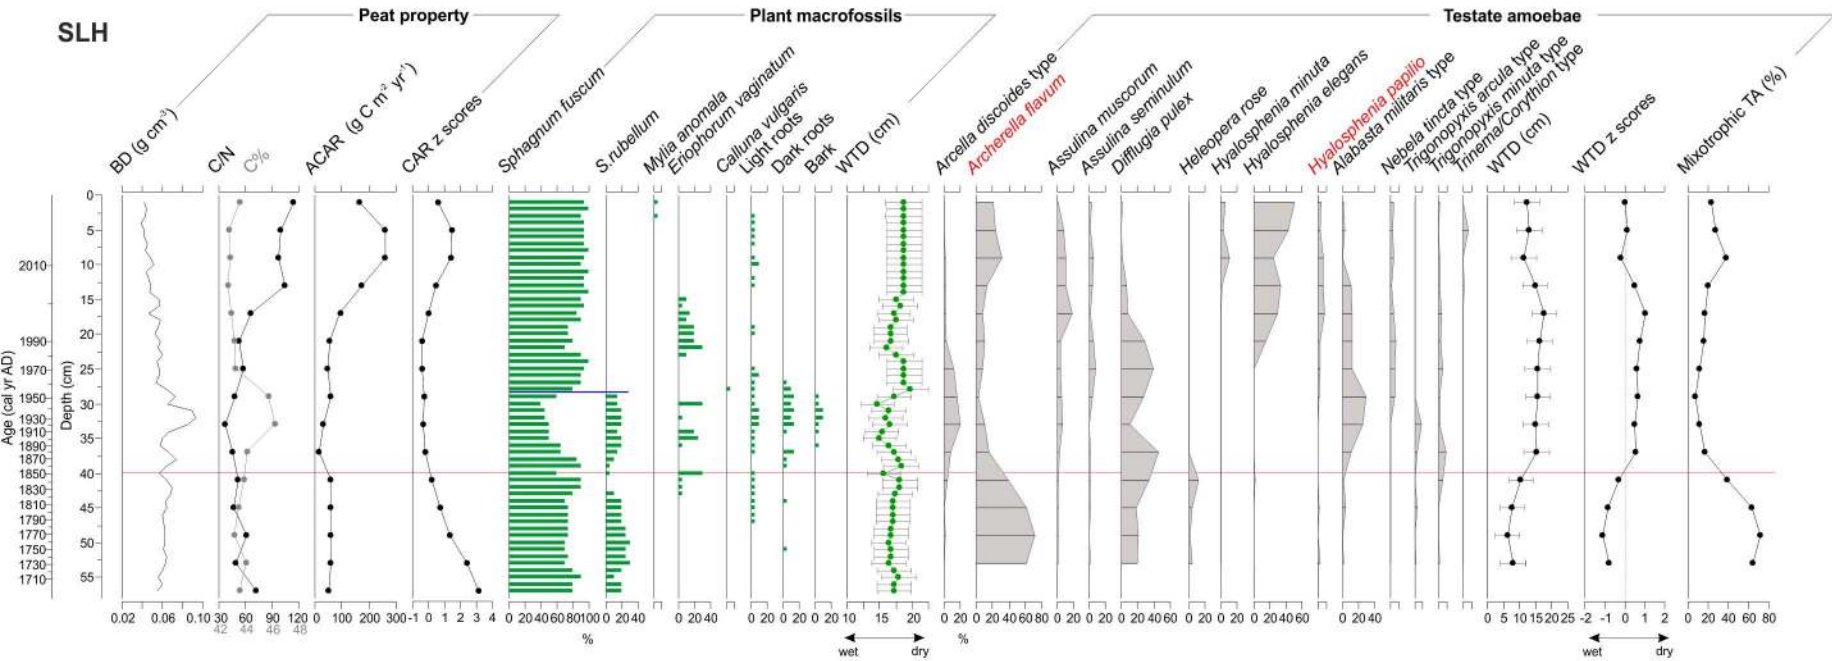 SLH
Peat property
Plant macrofossils
Testate amoebae
BD (g cm⁻³)
C/N
C%
ACAR (g C m⁻² yr⁻¹)
CAR z scores
Sphagnum fuscum
S.rubellum
Mylia anomala
Eriophorum vaginatum
Calluna vulgaris
Light roots
Dark roots
Bark
WTD (cm)
Arcella discoides type
Archerella flavum
Assulina muscorum
Assulina seminulum
Difflugia pulex
Heleopera rose
Hyalosphenia minuta
Hyalosphenia elegans
Hyalosphenia papilio
Alabasta militaris type
Nebela tincta type
Trigonopyxis arcula type
Trigonopyxis minuta type
Trinema/Corythion type
WTD (cm)
WTD z scores
Mixotrophic TA (%)
Age (cal yr AD)
2010
1990
1970
1950
1930
1910
1890
1870
1850
1830
1810
1790
1770
1750
1730
1710
Depth (cm)
0
5
10
15
20
25
30
35
40
45
50
55
0.02 0.06 0.10 30 60 90 120 0 100 200 300 -1 0 1 2 3 4 0 20 40 60 80 100 0 20 40 0 0 20 40 0 0 20 0 20 0 20 10 15 20 0 20 0 20 40 60 80 0 20 0 20 0 20 40 60 0 20 0 20 0 20 40 60 0 0 20 40 0 0 0 0 0 5 10 15 20 25 -2 -1 0 1 2 0 20 40 60 80
42 44 46 48
% %
wet dry wet dry